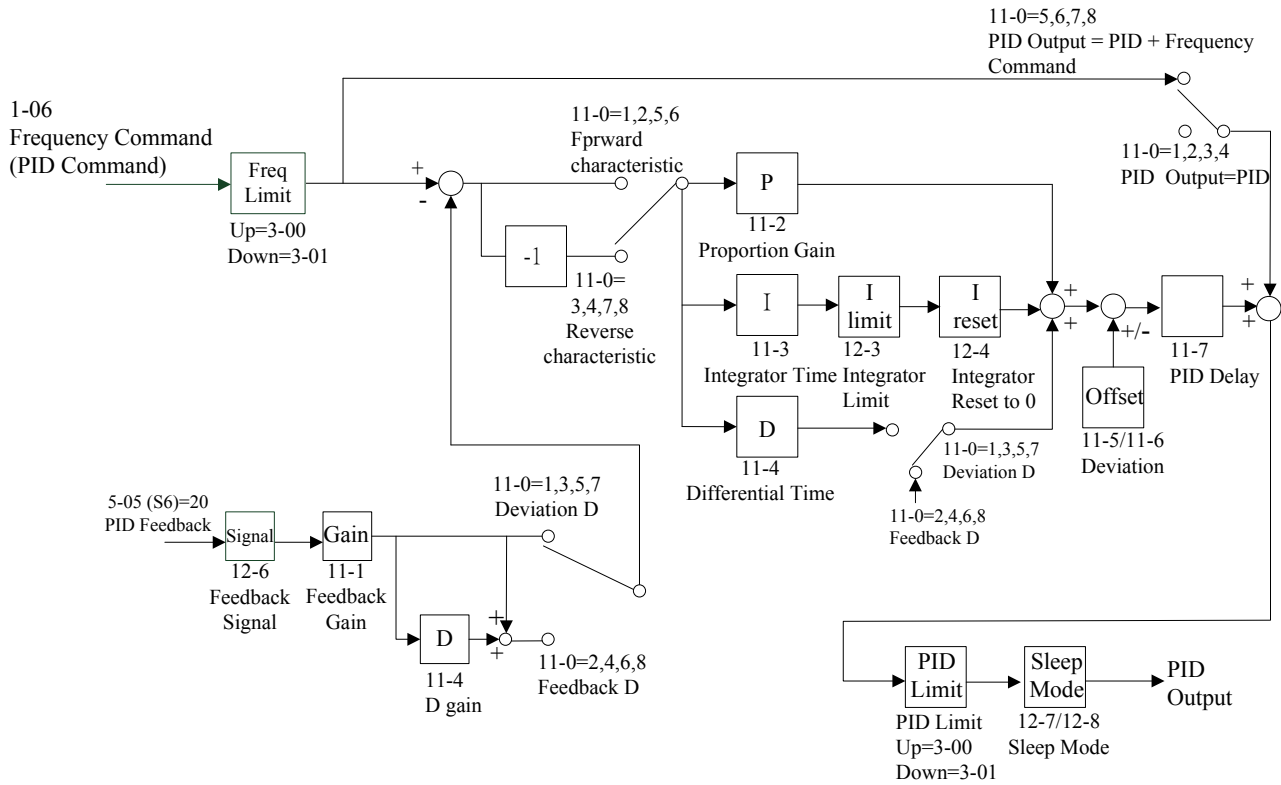 11-0=5,6,7,8
PID Output = PID + Frequency
Command
1-06
Frequency Command
(PID Command)
Freq
Limit
Up=3-00
Down=3-01
+
-
11-0=1,2,5,6
Fprward
characteristic
-1
11-0=
3,4,7,8
Reverse
characteristic
P
11-2
Proportion Gain
11-0=1,2,3,4
PID Output=PID
I
11-3
Integrator Time
I
limit
12-3
Integrator
Limit
I
reset
12-4
Integrator
Reset to 0
+
+
+/-
Offset
11-5/11-6
Deviation
11-7
PID Delay
+
+
D
11-4
Differential Time
11-0=1,3,5,7
Deviation D
11-0=2,4,6,8
Feedback D
5-05 (S6)=20
PID Feedback
Signal
12-6
Feedback
Signal
Gain
11-1
Feedback
Gain
11-0=1,3,5,7
Deviation D
D
11-4
D gain
+
+
11-0=2,4,6,8
Feedback D
PID
Limit
PID Limit
Up=3-00
Down=3-01
Sleep
Mode
12-7/12-8
Sleep Mode
PID
Output